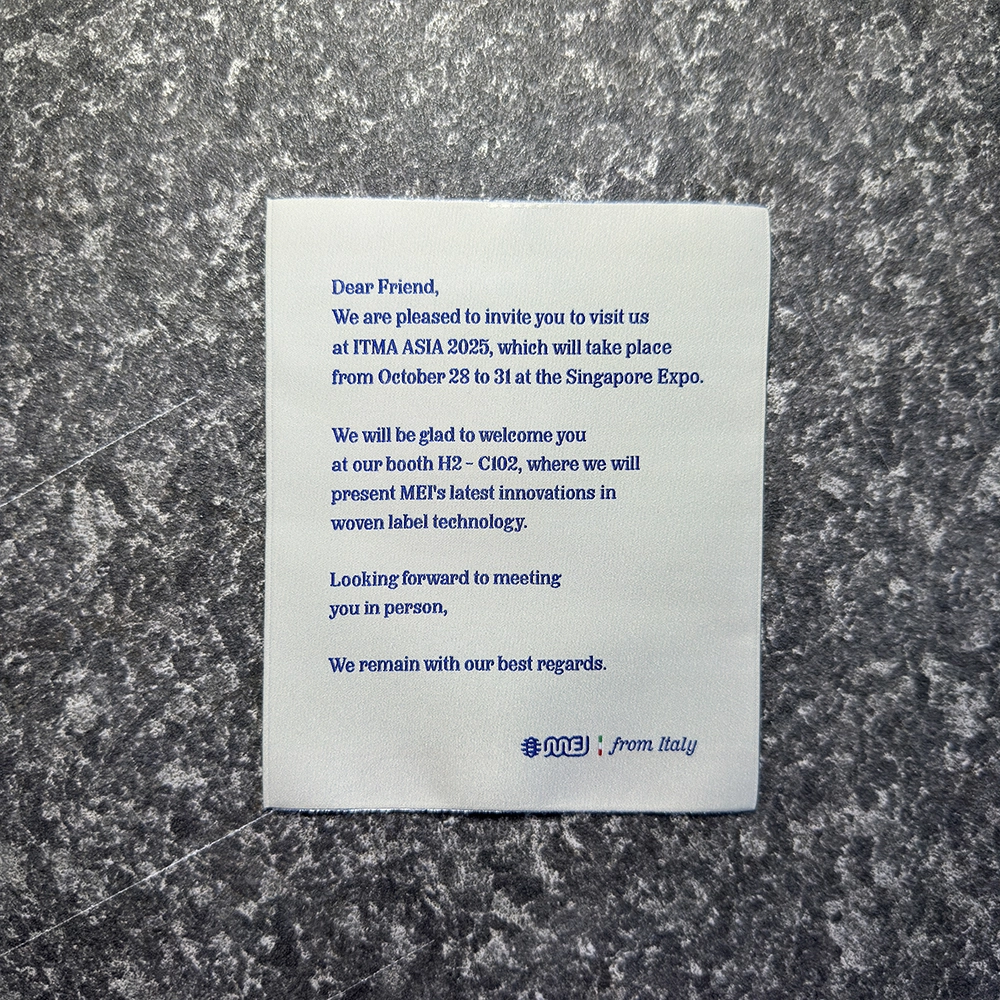 Dear Friend,
We are pleased to invite you to visit us
at ITMA ASIA 2025, which will take place
from October 28 to 31 at the Singapore Expo.
We will be glad to welcome you
at our booth H2 - C102, where we will
present MEI's latest innovations in
woven label technology.
Looking forward to meeting
you in person,
We remain with our best regards.
MEI from Italy